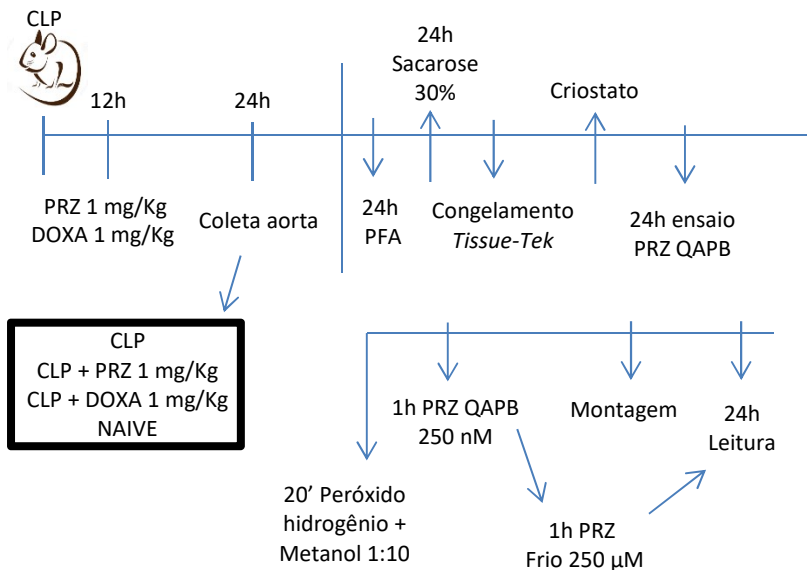 CLP
12h
24h
PRZ 1 mg/Kg
DOXA 1 mg/Kg
Coleta aorta
CLP
CLP + PRZ 1 mg/Kg
CLP + DOXA 1 mg/Kg
NAIVE
24h
PFA
24h
Sacarose
30%
Congelamento
Tissue-Tek
Criostato
24h ensaio
PRZ QAPB
20’ Peróxido
hidrogênio +
Metanol 1:10
1h PRZ QAPB
250 nM
1h PRZ
Frio 250 µM
Montagem
24h
Leitura